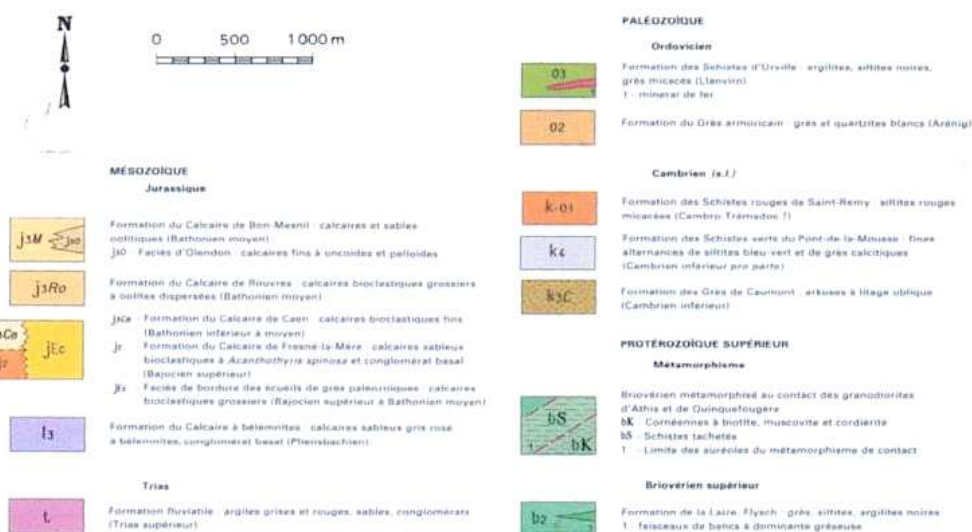 N
0 500 1000 m
MÉSOZOÏQUE
Jurassique
j3M j3O
Formation du Calcaire de Bon-Mesnil : calcaires et sables
oolitiques (Bathonien moyen)
j3O - Faciès d'Olendon : calcaires fins à oncoides et pelloïdes
j3Ro
Formation du Calcaire de Rouvres : calcaires bioclastiques grossiers
à oolites dispersées (Bathonien moyen)
jEc
j3Ca - Formation du Calcaire de Caen : calcaires bioclastiques fins
(Bathonien inférieur à moyen)
Formation du Calcaire de Fresné-la-Mère : calcaires sableux
bioclastiques à Acanthothyris spinosa et conglomérat basal
(Bajocien supérieur)
jEc - Faciès de bordure des écueils de grès paléozoïques : calcaires
bioclastiques grossiers (Bajocien supérieur à Bathonien moyen)
l3
Formation du Calcaire à bélemnites : calcaires sableux gris rosé
à bélemnites, conglomérat basal (Pliensbachien)
Trias
t
Formation fluviatile : argiles grises et rouges, sables, conglomérats
(Trias supérieur)
PALÉOZOÏQUE
Ordovicien
03
Formation des Schistes d'Urville : argilites, siltites noires,
grès micacés (Llanvirn)
1 - minerai de fer
02
Formation du Grès armoricain : grès et quartzites blancs (Arénig)
Cambrien (s.l.)
k-01
Formation des Schistes rouges de Saint-Rémy : siltites rouges
micacées (Cambro-Trémadoc ?)
k4
Formation des Schistes verts du Pont-de-la-Mousse : fines
alternances de siltites bleu-vert et de grès calcitiques
(Cambrien inférieur pro parte)
k3C
Formation des Grès de Caumont : arkoses à litage oblique
(Cambrien inférieur)
PROTÉROZOÏQUE SUPÉRIEUR
Métamorphisme
bS
bK
1
Briovérien métamorphisé au contact des granodiorites
d'Athis et de Quinquefougère
bK - Cornéennes à biotite, muscovite et cordiérite
bS - Schistes tachetés
1 - Limite des auréoles du métamorphisme de contact
Briovérien supérieur
b2
1
Formation de la Laize. Flysch : grès, siltites, argilites noires
1 - faisceaux de bancs à dominante gréseuse